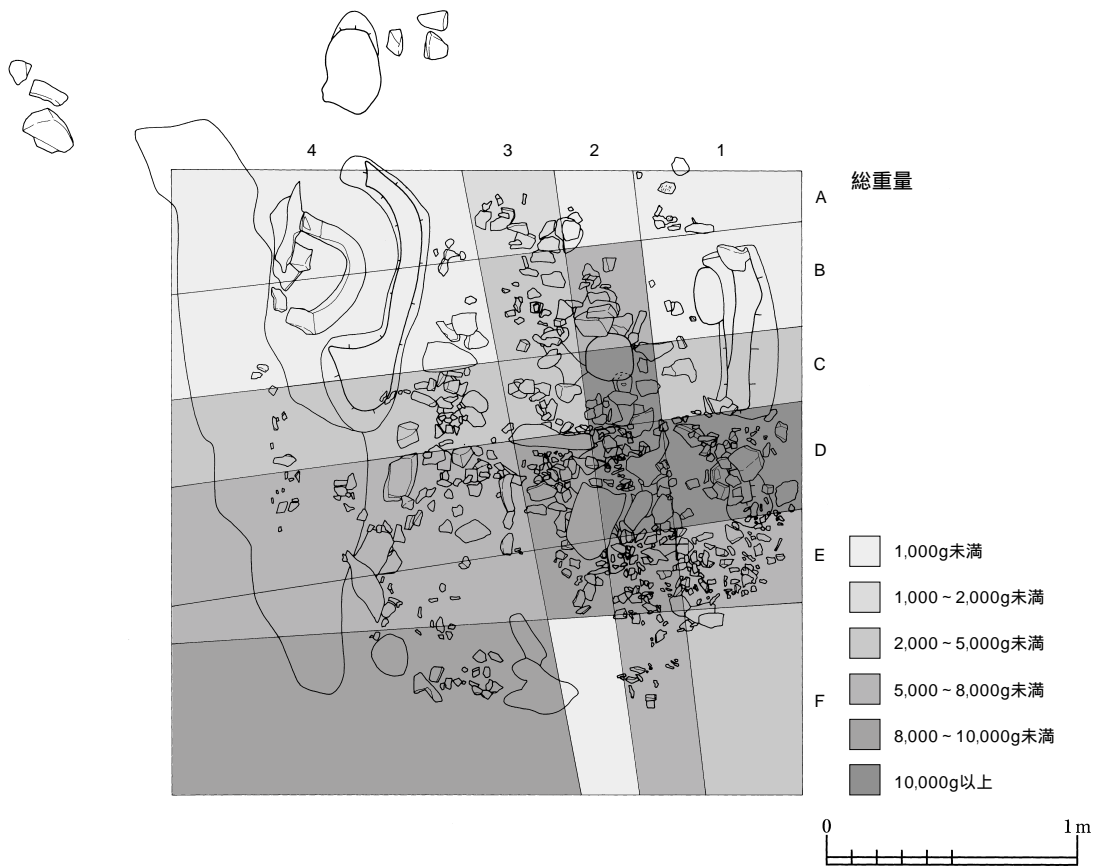 4 3 2 1
総重量
A
B
C
D
E
F
1,000g未満
1,000 ~ 2,000g未満
2,000 ~ 5,000g未満
5,000 ~ 8,000g未満
8,000 ~ 10,000g未満
10,000g以上
0 1m